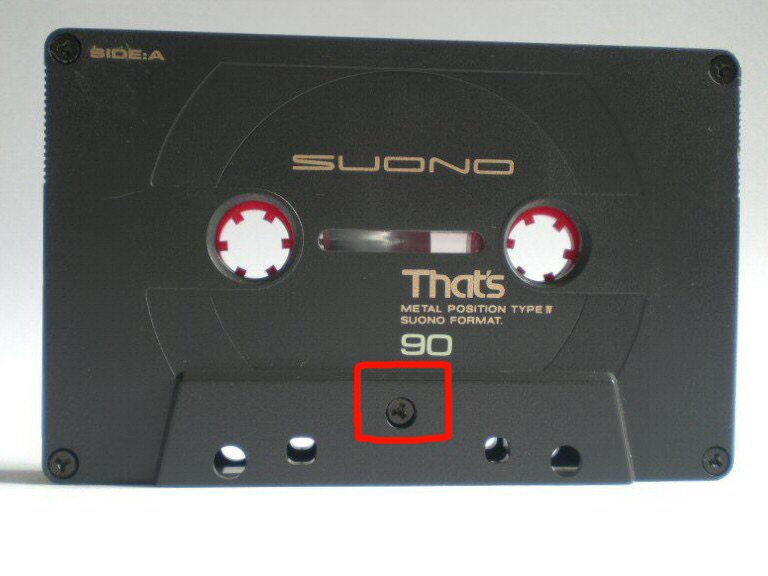 SIDE:A
SUONO
That's
METAL POSITION TYPE Ⅳ
SUONO FORMAT.
90